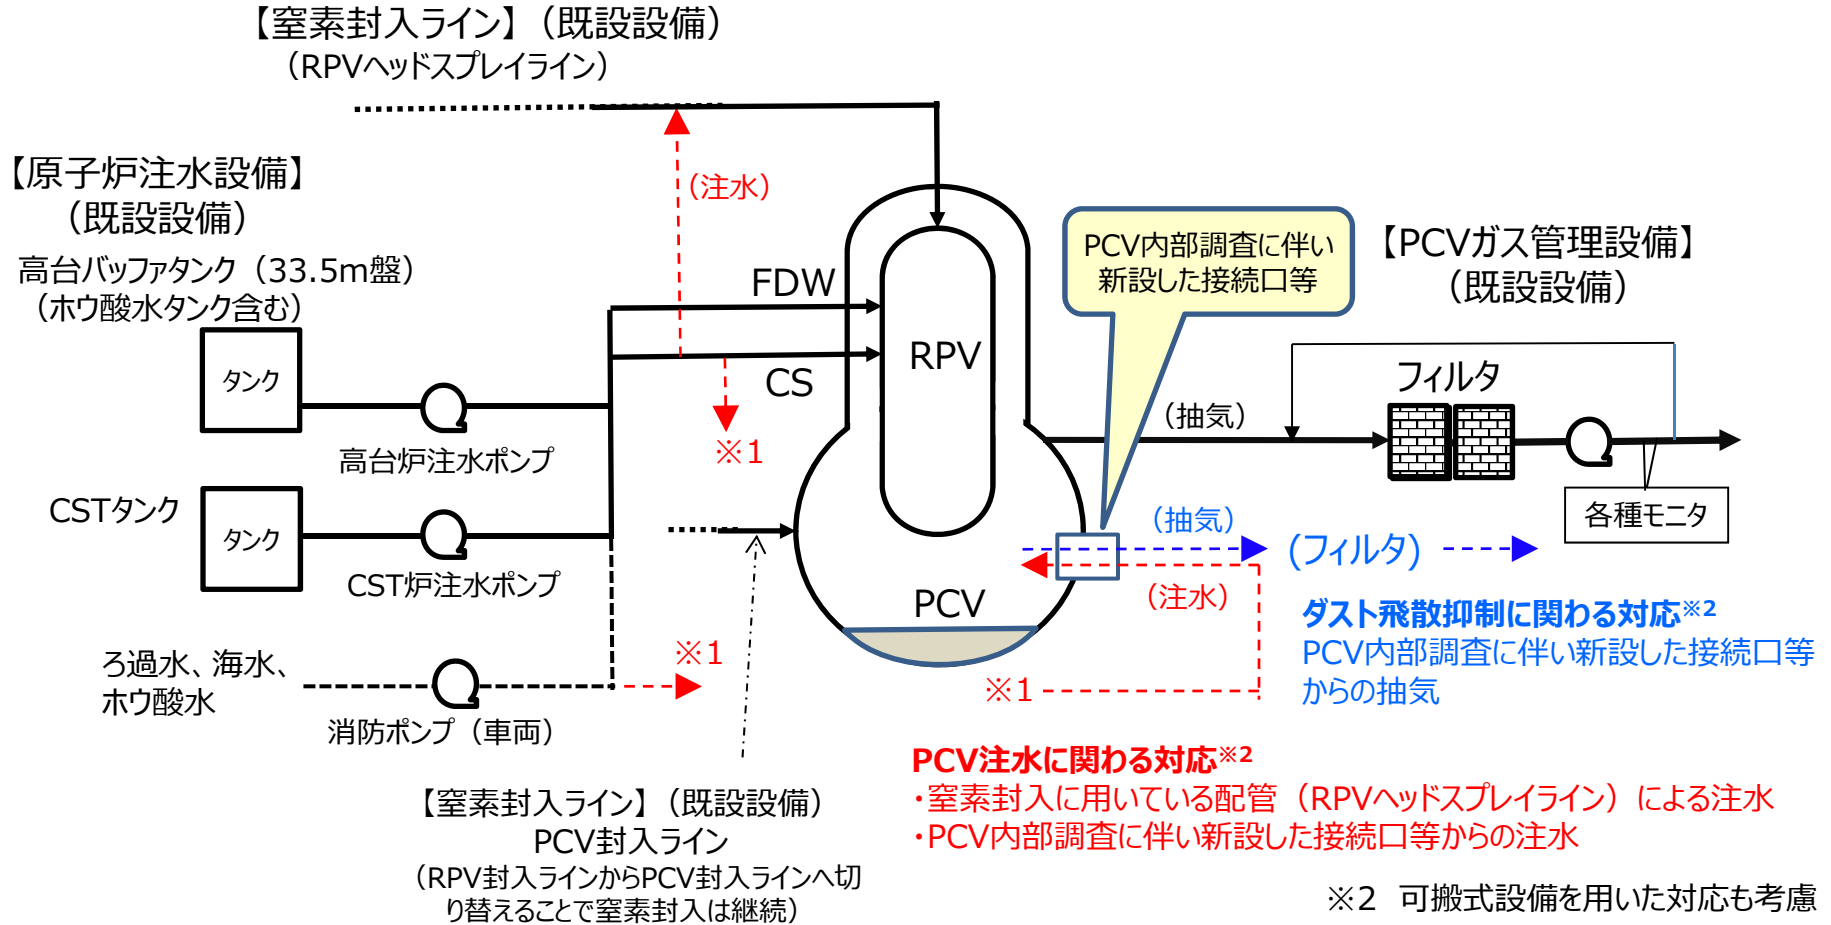 【窒素封入ライン】（既設設備）
（RPVヘッドスプレイライン）
【原子炉注水設備】
（既設設備）
高台バッファタンク（33.5m盤）
（ホウ酸水タンク含む）
タンク
高台炉注水ポンプ
CSTタンク
タンク
CST炉注水ポンプ
ろ過水、海水、
ホウ酸水
消防ポンプ（車両）
（注水）
FDW
CS
※1
※1
RPV
PCV
PCV内部調査に伴い
新設した接続口等
【PCVガス管理設備】
（既設設備）
（抽気）
フィルタ
各種モニタ
（抽気）
(フィルタ)
（注水）
※1
ダスト飛散抑制に関わる対応※2
PCV内部調査に伴い新設した接続口等
からの抽気
PCV注水に関わる対応※2
・窒素封入に用いている配管（RPVヘッドスプレイライン）による注水
・PCV内部調査に伴い新設した接続口等からの注水
【窒素封入ライン】（既設設備）
PCV封入ライン
（RPV封入ラインからPCV封入ラインへ切
り替えることで窒素封入は継続）
※2　可搬式設備を用いた対応も考慮